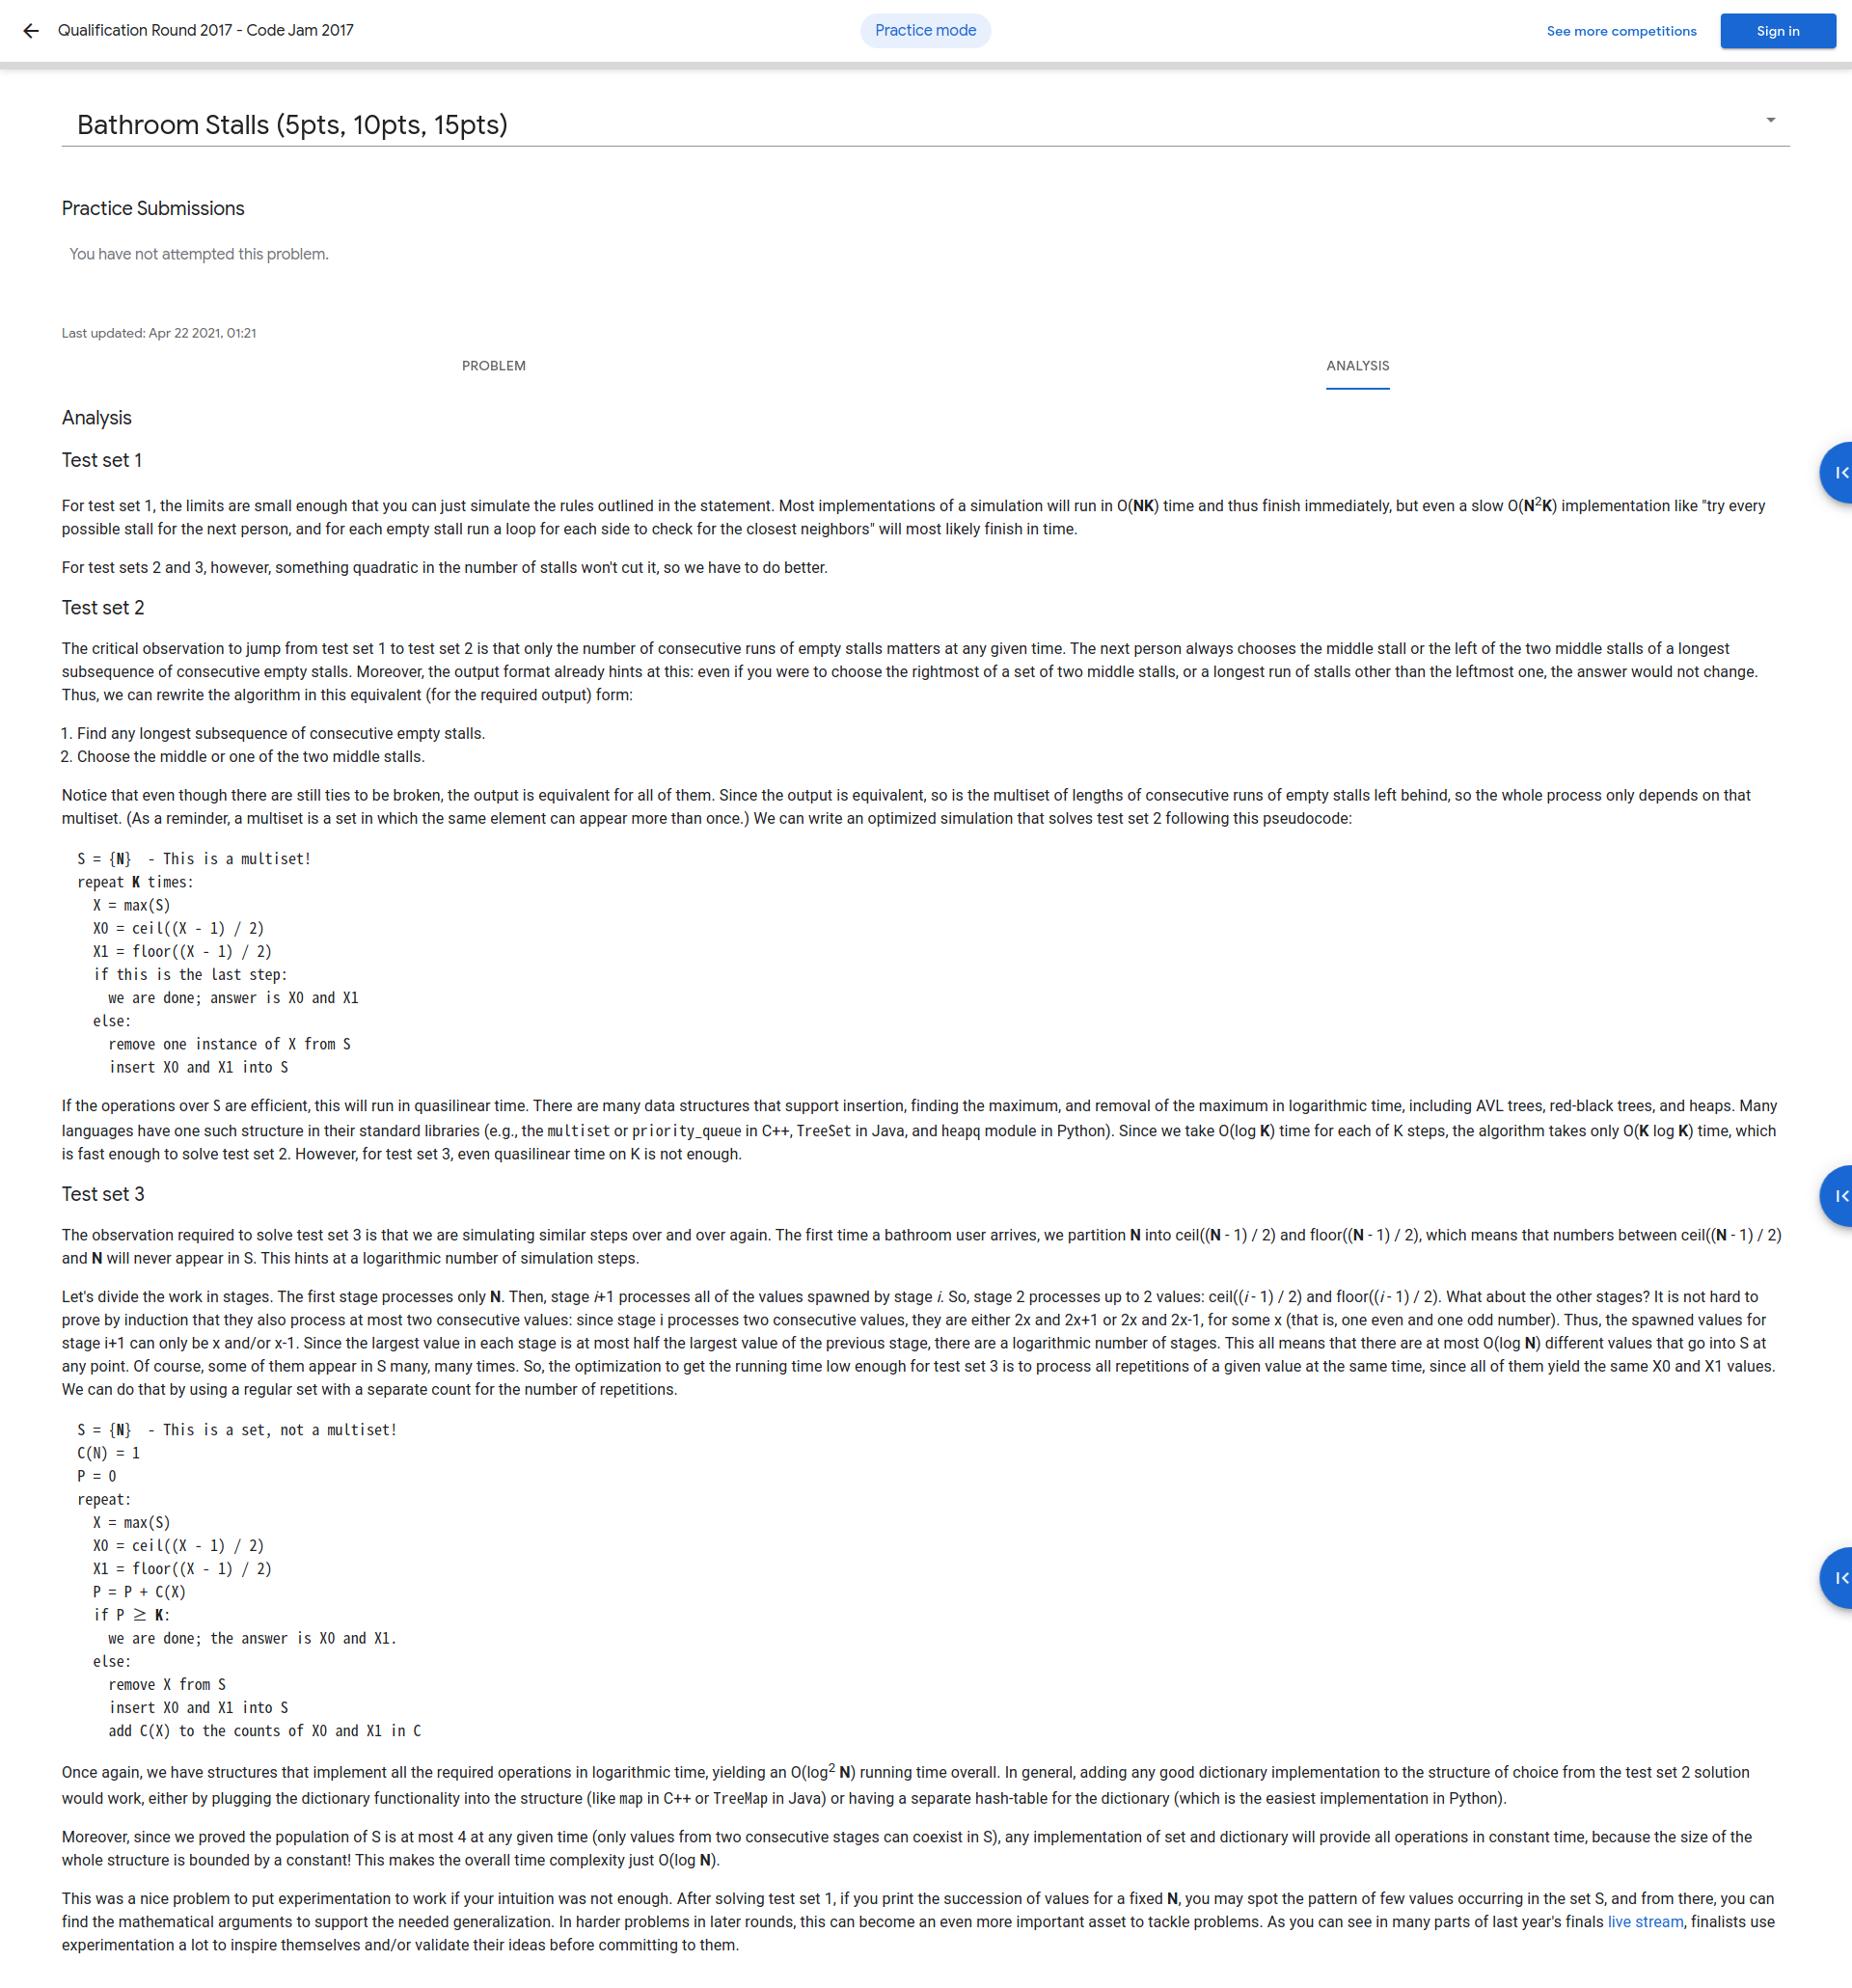 Qualification Round 2017 - Code Jam 2017
Practice mode
See more competitions
Sign in
Bathroom Stalls (5pts, 10pts, 15pts)
Practice Submissions
You have not attempted this problem.
Last updated: Apr 22 2021, 01:21
PROBLEM
ANALYSIS
Analysis
Test set 1
For test set 1, the limits are small enough that you can just simulate the rules outlined in the statement. Most implementations of a simulation will run in O(NK) time and thus finish immediately, but even a slow O(N²K) implementation like "try every
possible stall for the next person, and for each empty stall run a loop for each side to check for the closest neighbors" will most likely finish in time.
For test sets 2 and 3, however, something quadratic in the number of stalls won't cut it, so we have to do better.
Test set 2
The critical observation to jump from test set 1 to test set 2 is that only the number of consecutive runs of empty stalls matters at any given time. The next person always chooses the middle stall or the left of the two middle stalls of a longest
subsequence of consecutive empty stalls. Moreover, the output format already hints at this: even if you were to choose the rightmost of a set of two middle stalls, or a longest run of stalls other than the leftmost one, the answer would not change.
Thus, we can rewrite the algorithm in this equivalent (for the required output) form:
1. Find any longest subsequence of consecutive empty stalls.
2. Choose the middle or one of the two middle stalls.
Notice that even though there are still ties to be broken, the output is equivalent for all of them. Since the output is equivalent, so is the multiset of lengths of consecutive runs of empty stalls left behind, so the whole process only depends on that
multiset. (As a reminder, a multiset is a set in which the same element can appear more than once.) We can write an optimized simulation that solves test set 2 following this pseudocode:
S = {N}  - This is a multiset!
repeat K times:
X = max(S)
X0 = ceil((X - 1) / 2)
X1 = floor((X - 1) / 2)
if this is the last step:
we are done; answer is X0 and X1
else:
remove one instance of X from S
insert X0 and X1 into S
If the operations over S are efficient, this will run in quasilinear time. There are many data structures that support insertion, finding the maximum, and removal of the maximum in logarithmic time, including AVL trees, red-black trees, and heaps. Many
languages have one such structure in their standard libraries (e.g., the multiset or priority_queue in C++, TreeSet in Java, and heapq module in Python). Since we take O(log K) time for each of K steps, the algorithm takes only O(K log K) time, which
is fast enough to solve test set 2. However, for test set 3, even quasilinear time on K is not enough.
Test set 3
The observation required to solve test set 3 is that we are simulating similar steps over and over again. The first time a bathroom user arrives, we partition N into ceil((N - 1) / 2) and floor((N - 1) / 2), which means that numbers between ceil((N - 1) / 2)
and N will never appear in S. This hints at a logarithmic number of simulation steps.
Let's divide the work in stages. The first stage processes only N. Then, stage i+1 processes all of the values spawned by stage i. So, stage 2 processes up to 2 values: ceil((i - 1) / 2) and floor((i - 1) / 2). What about the other stages? It is not hard to
prove by induction that they also process at most two consecutive values: since stage i processes two consecutive values, they are either 2x and 2x+1 or 2x and 2x-1, for some x (that is, one even and one odd number). Thus, the spawned values for
stage i+1 can only be x and/or x-1. Since the largest value in each stage is at most half the largest value of the previous stage, there are a logarithmic number of stages. This all means that there are at most O(log N) different values that go into S at
any point. Of course, some of them appear in S many, many times. So, the optimization to get the running time low enough for test set 3 is to process all repetitions of a given value at the same time, since all of them yield the same X0 and X1 values.
We can do that by using a regular set with a separate count for the number of repetitions.
S = {N}  - This is a set, not a multiset!
C(N) = 1
P = 0
repeat:
X = max(S)
X0 = ceil((X - 1) / 2)
X1 = floor((X - 1) / 2)
P = P + C(X)
if P ≥ K:
we are done; the answer is X0 and X1.
else:
remove X from S
insert X0 and X1 into S
add C(X) to the counts of X0 and X1 in C
Once again, we have structures that implement all the required operations in logarithmic time, yielding an O(log² N) running time overall. In general, adding any good dictionary implementation to the structure of choice from the test set 2 solution
would work, either by plugging the dictionary functionality into the structure (like map in C++ or TreeMap in Java) or having a separate hash-table for the dictionary (which is the easiest implementation in Python).
Moreover, since we proved the population of S is at most 4 at any given time (only values from two consecutive stages can coexist in S), any implementation of set and dictionary will provide all operations in constant time, because the size of the
whole structure is bounded by a constant! This makes the overall time complexity just O(log N).
This was a nice problem to put experimentation to work if your intuition was not enough. After solving test set 1, if you print the succession of values for a fixed N, you may spot the pattern of few values occurring in the set S, and from there, you can
find the mathematical arguments to support the needed generalization. In harder problems in later rounds, this can become an even more important asset to tackle problems. As you can see in many parts of last year's finals live stream, finalists use
experimentation a lot to inspire themselves and/or validate their ideas before committing to them.